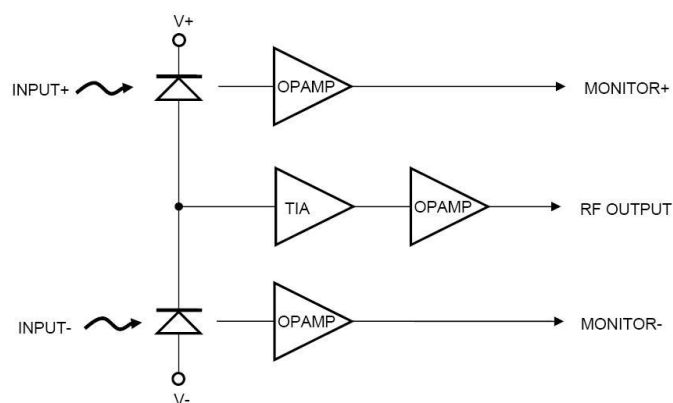 V+
INPUT+
OPAMP
MONITOR+
TIA
OPAMP
RF OUTPUT
INPUT-
OPAMP
MONITOR-
V-